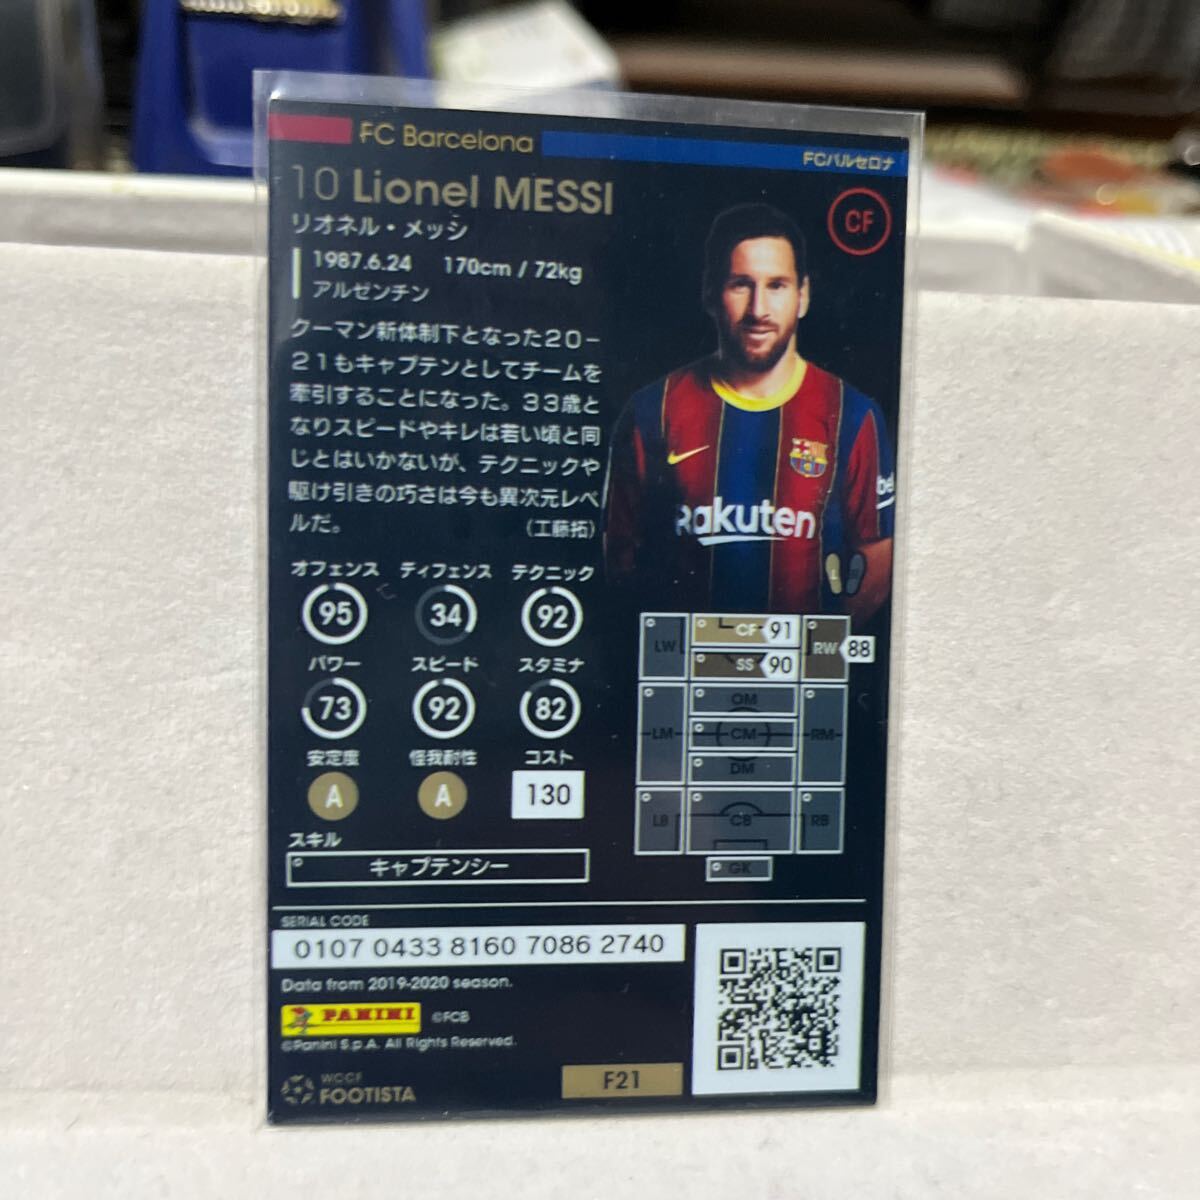 FC Barcelona
FCバルセロナ
10 Lionel MESSI
CF
リオネル・メッシ
1987.6.24 170cm / 72kg
アルゼンチン
クーマン新体制下となった20-
21もキャプテンとしてチームを
牽引することになった。33歳と
なりスピードやキレは若い頃と同
じとはいかないが、テクニックや
駆け引きの巧さは今も異次元レベ
ルだ。 (工藤拓)
Rakuten
オフェンス ディフェンス テクニック
95 34 92
パワー スピード スタミナ
73 92 82
安定度 怪我耐性 コスト
A A 130
スキル
キャプテンシー
L
CF 91
LW
RW 88
SS 90
OM
LM CM RM
DM
LB CB RB
GK
SERIAL CODE
0107 0433 8160 7086 2740
Data from 2019-2020 season.
PANINI ©FCB
©Panini S.p.A. All Rights Reserved.
WCCF
FOOTISTA
F21